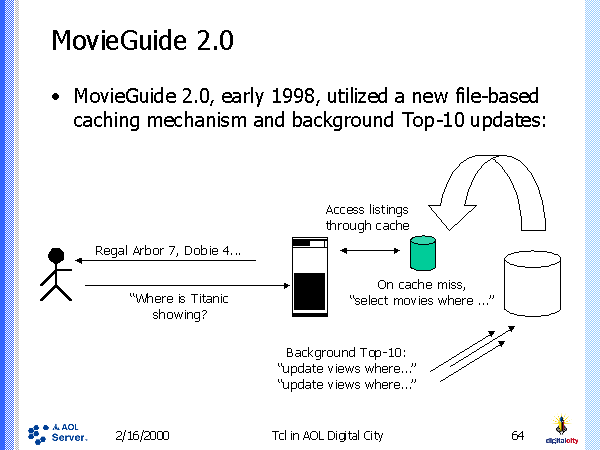 MovieGuide 2.0
• MovieGuide 2.0, early 1998, utilized a new file-based
caching mechanism and background Top-10 updates:
Access listings
through cache
Regal Arbor 7, Dobie 4...
"Where is Titanic
showing?
On cache miss,
"select movies where ..."
Background Top-10:
"update views where..."
"update views where..."
AOL
Server.
2/16/2000
Tcl in AOL Digital City
64
digitalcity